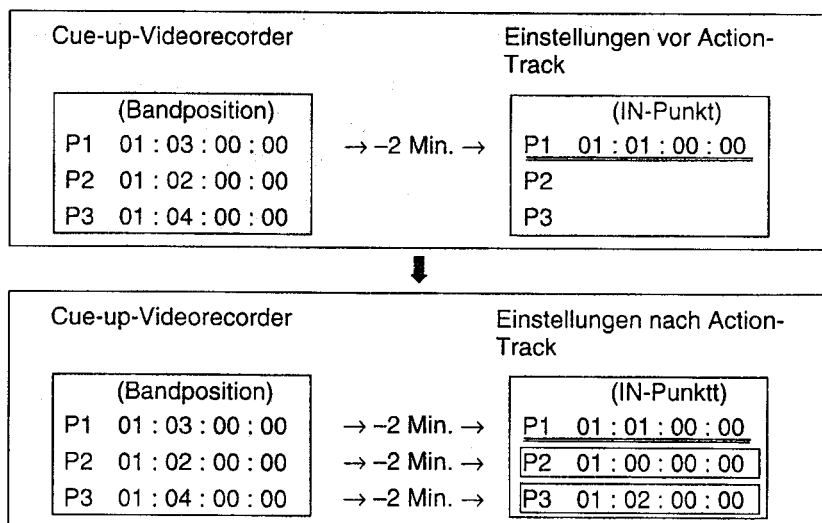 Cue-up-Videorecorder
Einstellungen vor Action-
Track
(Bandposition)
P1 01 : 03 : 00 : 00
P2 01 : 02 : 00 : 00
P3 01 : 04 : 00 : 00
→ –2 Min. →
(IN-Punkt)
P1 01 : 01 : 00 : 00
P2
P3
Cue-up-Videorecorder
Einstellungen nach Action-
Track
(Bandposition)
P1 01 : 03 : 00 : 00
P2 01 : 02 : 00 : 00
P3 01 : 04 : 00 : 00
→ –2 Min. →
→ –2 Min. →
→ –2 Min. →
(IN-Punktt)
P1 01 : 01 : 00 : 00
P2 01 : 00 : 00 : 00
P3 01 : 02 : 00 : 00